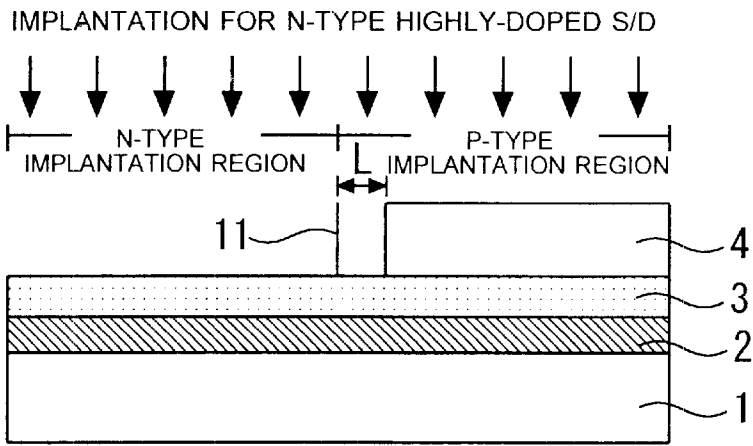 IMPLANTATION FOR N-TYPE HIGHLY-DOPED S/D
N-TYPE
IMPLANTATION REGION
P-TYPE
IMPLANTATION REGION
L
11
4
3
2
1